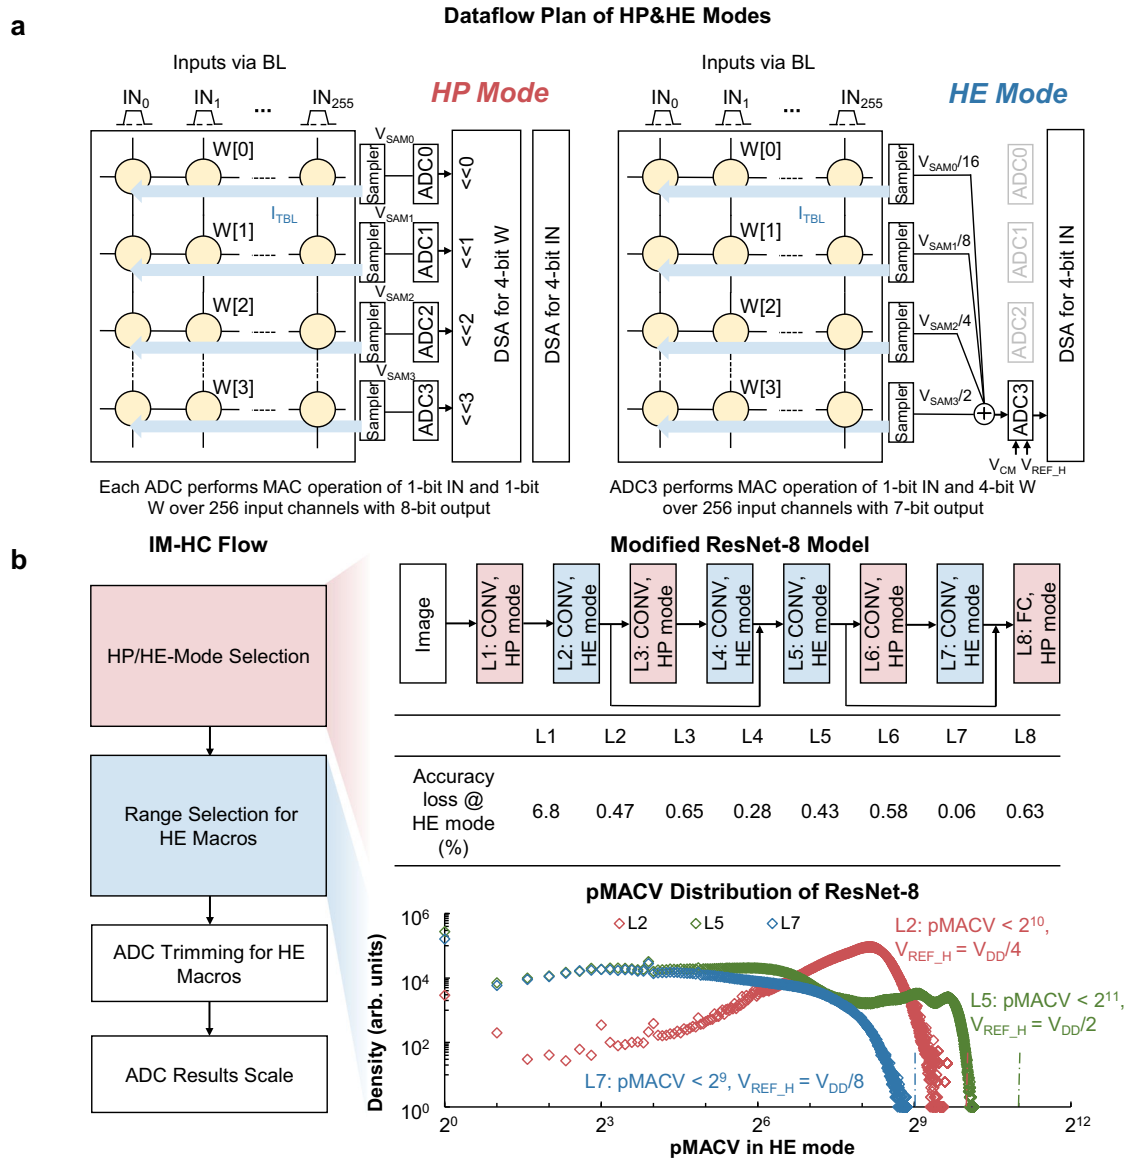 Dataflow Plan of HP&HE Modes
a
Inputs via BL
HP Mode
IN0 IN1 ... IN255
W[0]
W[1]
W[2]
W[3]
ITBL
Sampler
Sampler
Sampler
Sampler
VSAM0
VSAM1
VSAM2
VSAM3
ADC0
ADC1
ADC2
ADC3
<<0
<<1
<<2
<<3
DSA for 4-bit W
DSA for 4-bit IN
Each ADC performs MAC operation of 1-bit IN and 1-bit
W over 256 input channels with 8-bit output
Inputs via BL
HE Mode
IN0 IN1 ... IN255
W[0]
W[1]
W[2]
W[3]
ITBL
Sampler
Sampler
Sampler
Sampler
VSAM0/16
VSAM1/8
VSAM2/4
VSAM3/2
ADC0
ADC1
ADC2
ADC3
VCM VREF_H
DSA for 4-bit IN
ADC3 performs MAC operation of 1-bit IN and 4-bit W
over 256 input channels with 7-bit output
b
IM-HC Flow
HP/HE-Mode Selection
Range Selection for
HE Macros
ADC Trimming for HE
Macros
ADC Results Scale
Modified ResNet-8 Model
Image
L1: CONV,
HP mode
L2: CONV,
HE mode
L3: CONV,
HP mode
L4: CONV,
HE mode
L5: CONV,
HE mode
L6: CONV,
HP mode
L7: CONV,
HE mode
L8: FC,
HP mode
L1 L2 L3 L4 L5 L6 L7 L8
Accuracy
loss @
HE mode
(%)
6.8 0.47 0.65 0.28 0.43 0.58 0.06 0.63
pMACV Distribution of ResNet-8
L2 L5 L7
L2: pMACV < 2^10,
VREF_H = VDD/4
L5: pMACV < 2^11,
VREF_H = VDD/2
L7: pMACV < 2^9, VREF_H = VDD/8
Density (arb. units)
10^6
10^4
10^2
10^0
2^0 2^3 2^6 2^9 2^12
pMACV in HE mode